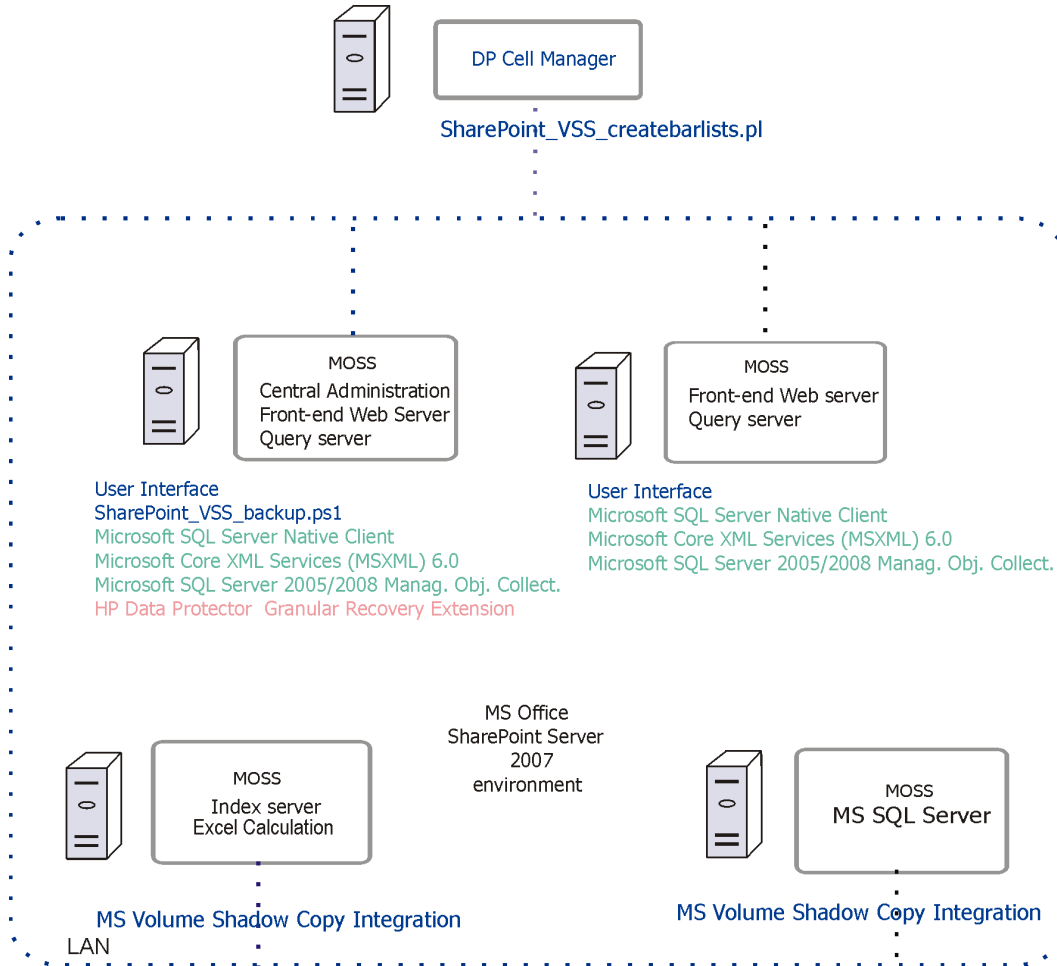 DP Cell Manager
SharePoint_VSS_createbarlists.pl
MOSS
Central Administration
Front-end Web Server
Query server
User Interface
SharePoint_VSS_backup.ps1
Microsoft SQL Server Native Client
Microsoft Core XML Services (MSXML) 6.0
Microsoft SQL Server 2005/2008 Manag. Obj. Collect.
HP Data Protector Granular Recovery Extension
MOSS
Front-end Web server
Query server
User Interface
Microsoft SQL Server Native Client
Microsoft Core XML Services (MSXML) 6.0
Microsoft SQL Server 2005/2008 Manag. Obj. Collect.
MS Office
SharePoint Server
2007
environment
MOSS
Index server
Excel Calculation
MS Volume Shadow Copy Integration
MOSS
MS SQL Server
MS Volume Shadow Copy Integration
LAN